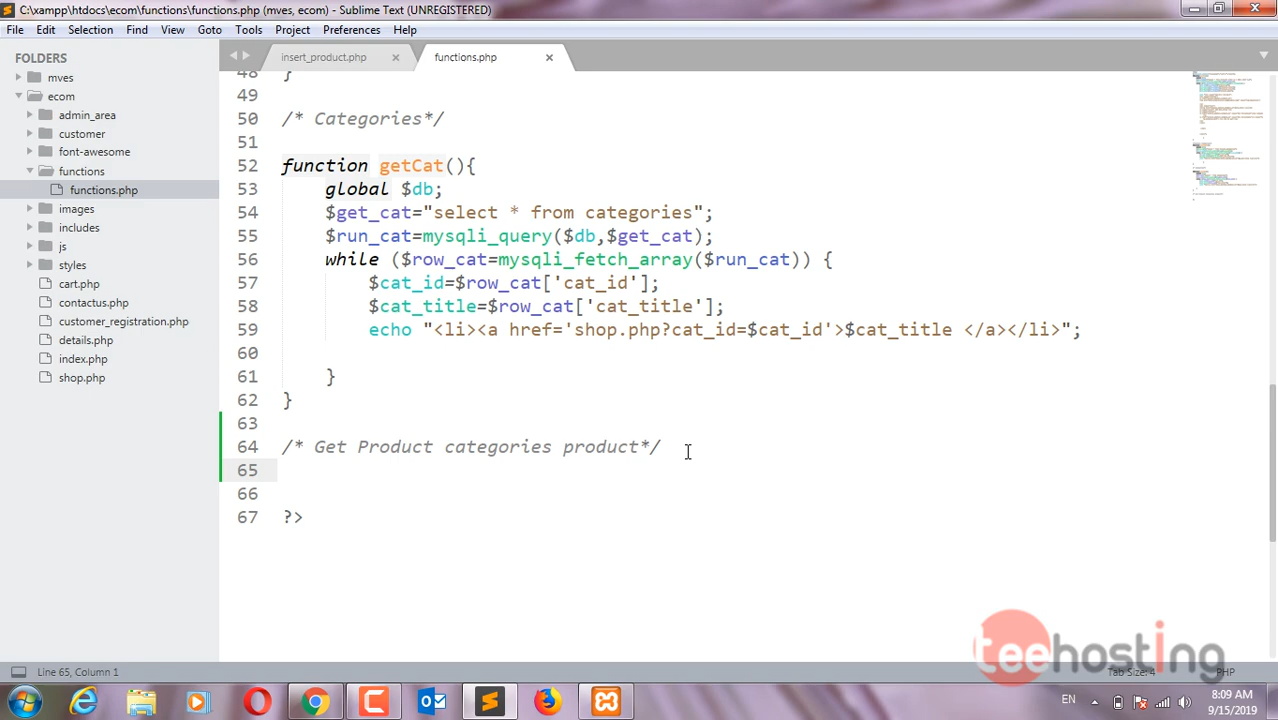 C:\xampp\htdocs\ecom\functions\functions.php (mves, ecom) - Sublime Text (UNREGISTERED)
File Edit Selection Find View Goto Tools Project Preferences Help
FOLDERS
mves
ecom
admin_area
customer
font-awesome
functions
functions.php
images
includes
js
styles
cart.php
contactus.php
customer_registration.php
details.php
index.php
shop.php
insert_product.php
functions.php
48 }
49
50 /* Categories*/
51
52 function getCat(){
53 global $db;
54 $get_cat="select * from categories";
55 $run_cat=mysqli_query($db,$get_cat);
56 while ($row_cat=mysqli_fetch_array($run_cat)) {
57 $cat_id=$row_cat['cat_id'];
58 $cat_title=$row_cat['cat_title'];
59 echo "<li><a href='shop.php?cat_id=$cat_id'>$cat_title </a></li>";
60
61 }
62 }
63
64 /* Get Product categories product*/
65
66
67 ?>
teehosting
Line 65, Column 1
Tab Size: 4
PHP
EN
8:09 AM
9/15/2019